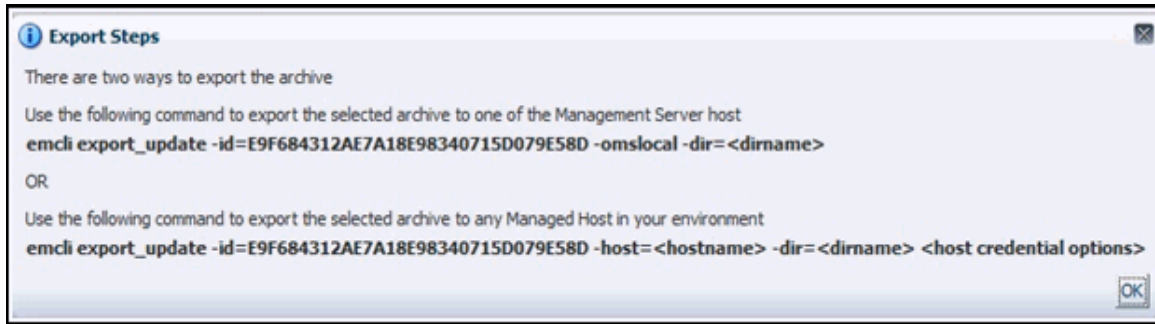 Export Steps
There are two ways to export the archive
Use the following command to export the selected archive to one of the Management Server host
emcli export_update -id=E9F684312AE7A18E98340715D079E58D -omslocal -dir=<dirname>
OR
Use the following command to export the selected archive to any Managed Host in your environment
emcli export_update -id=E9F684312AE7A18E98340715D079E58D -host=<hostname> -dir=<dirname> <host credential options>
OK